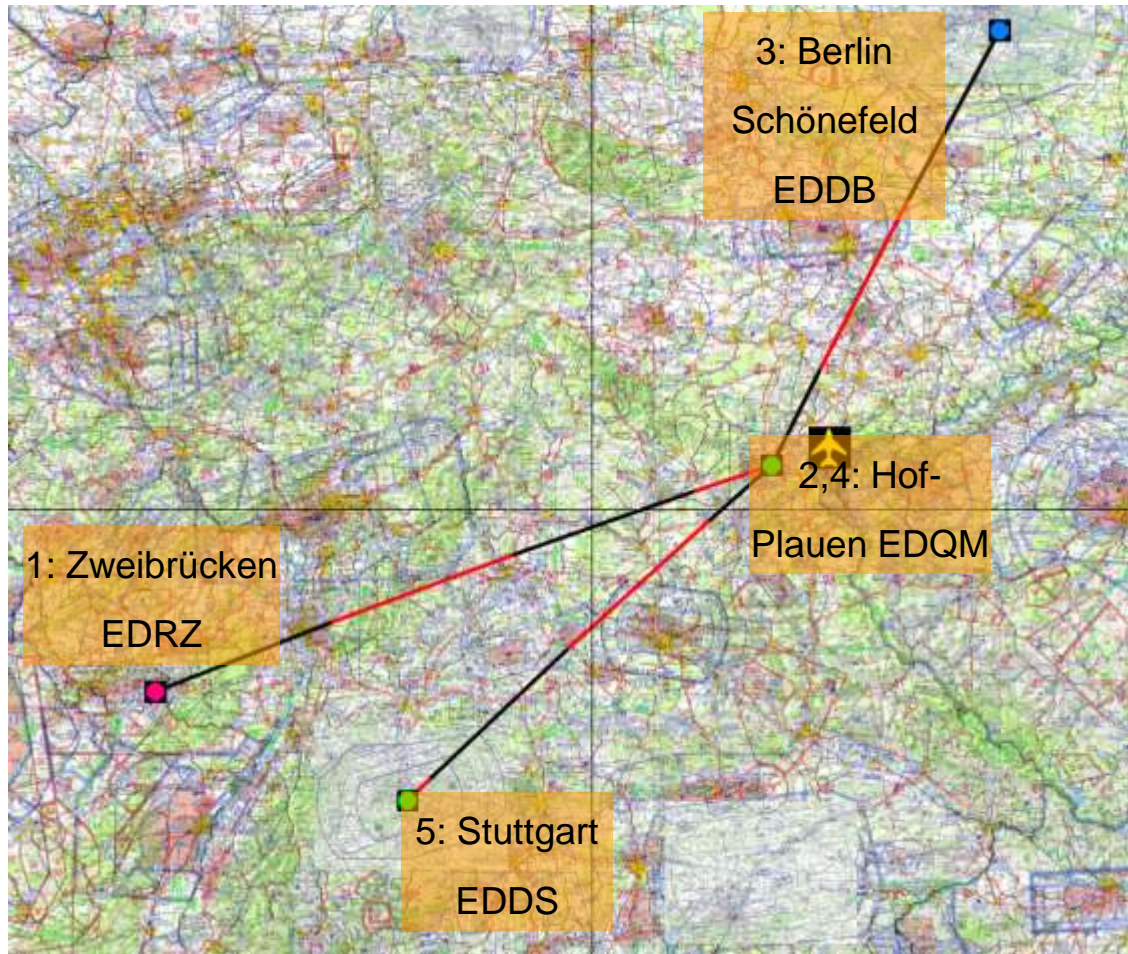 3: Berlin
Schönefeld
EDDB
2,4: Hof-
Plauen EDQM
1: Zweibrücken
EDRZ
5: Stuttgart
EDDS